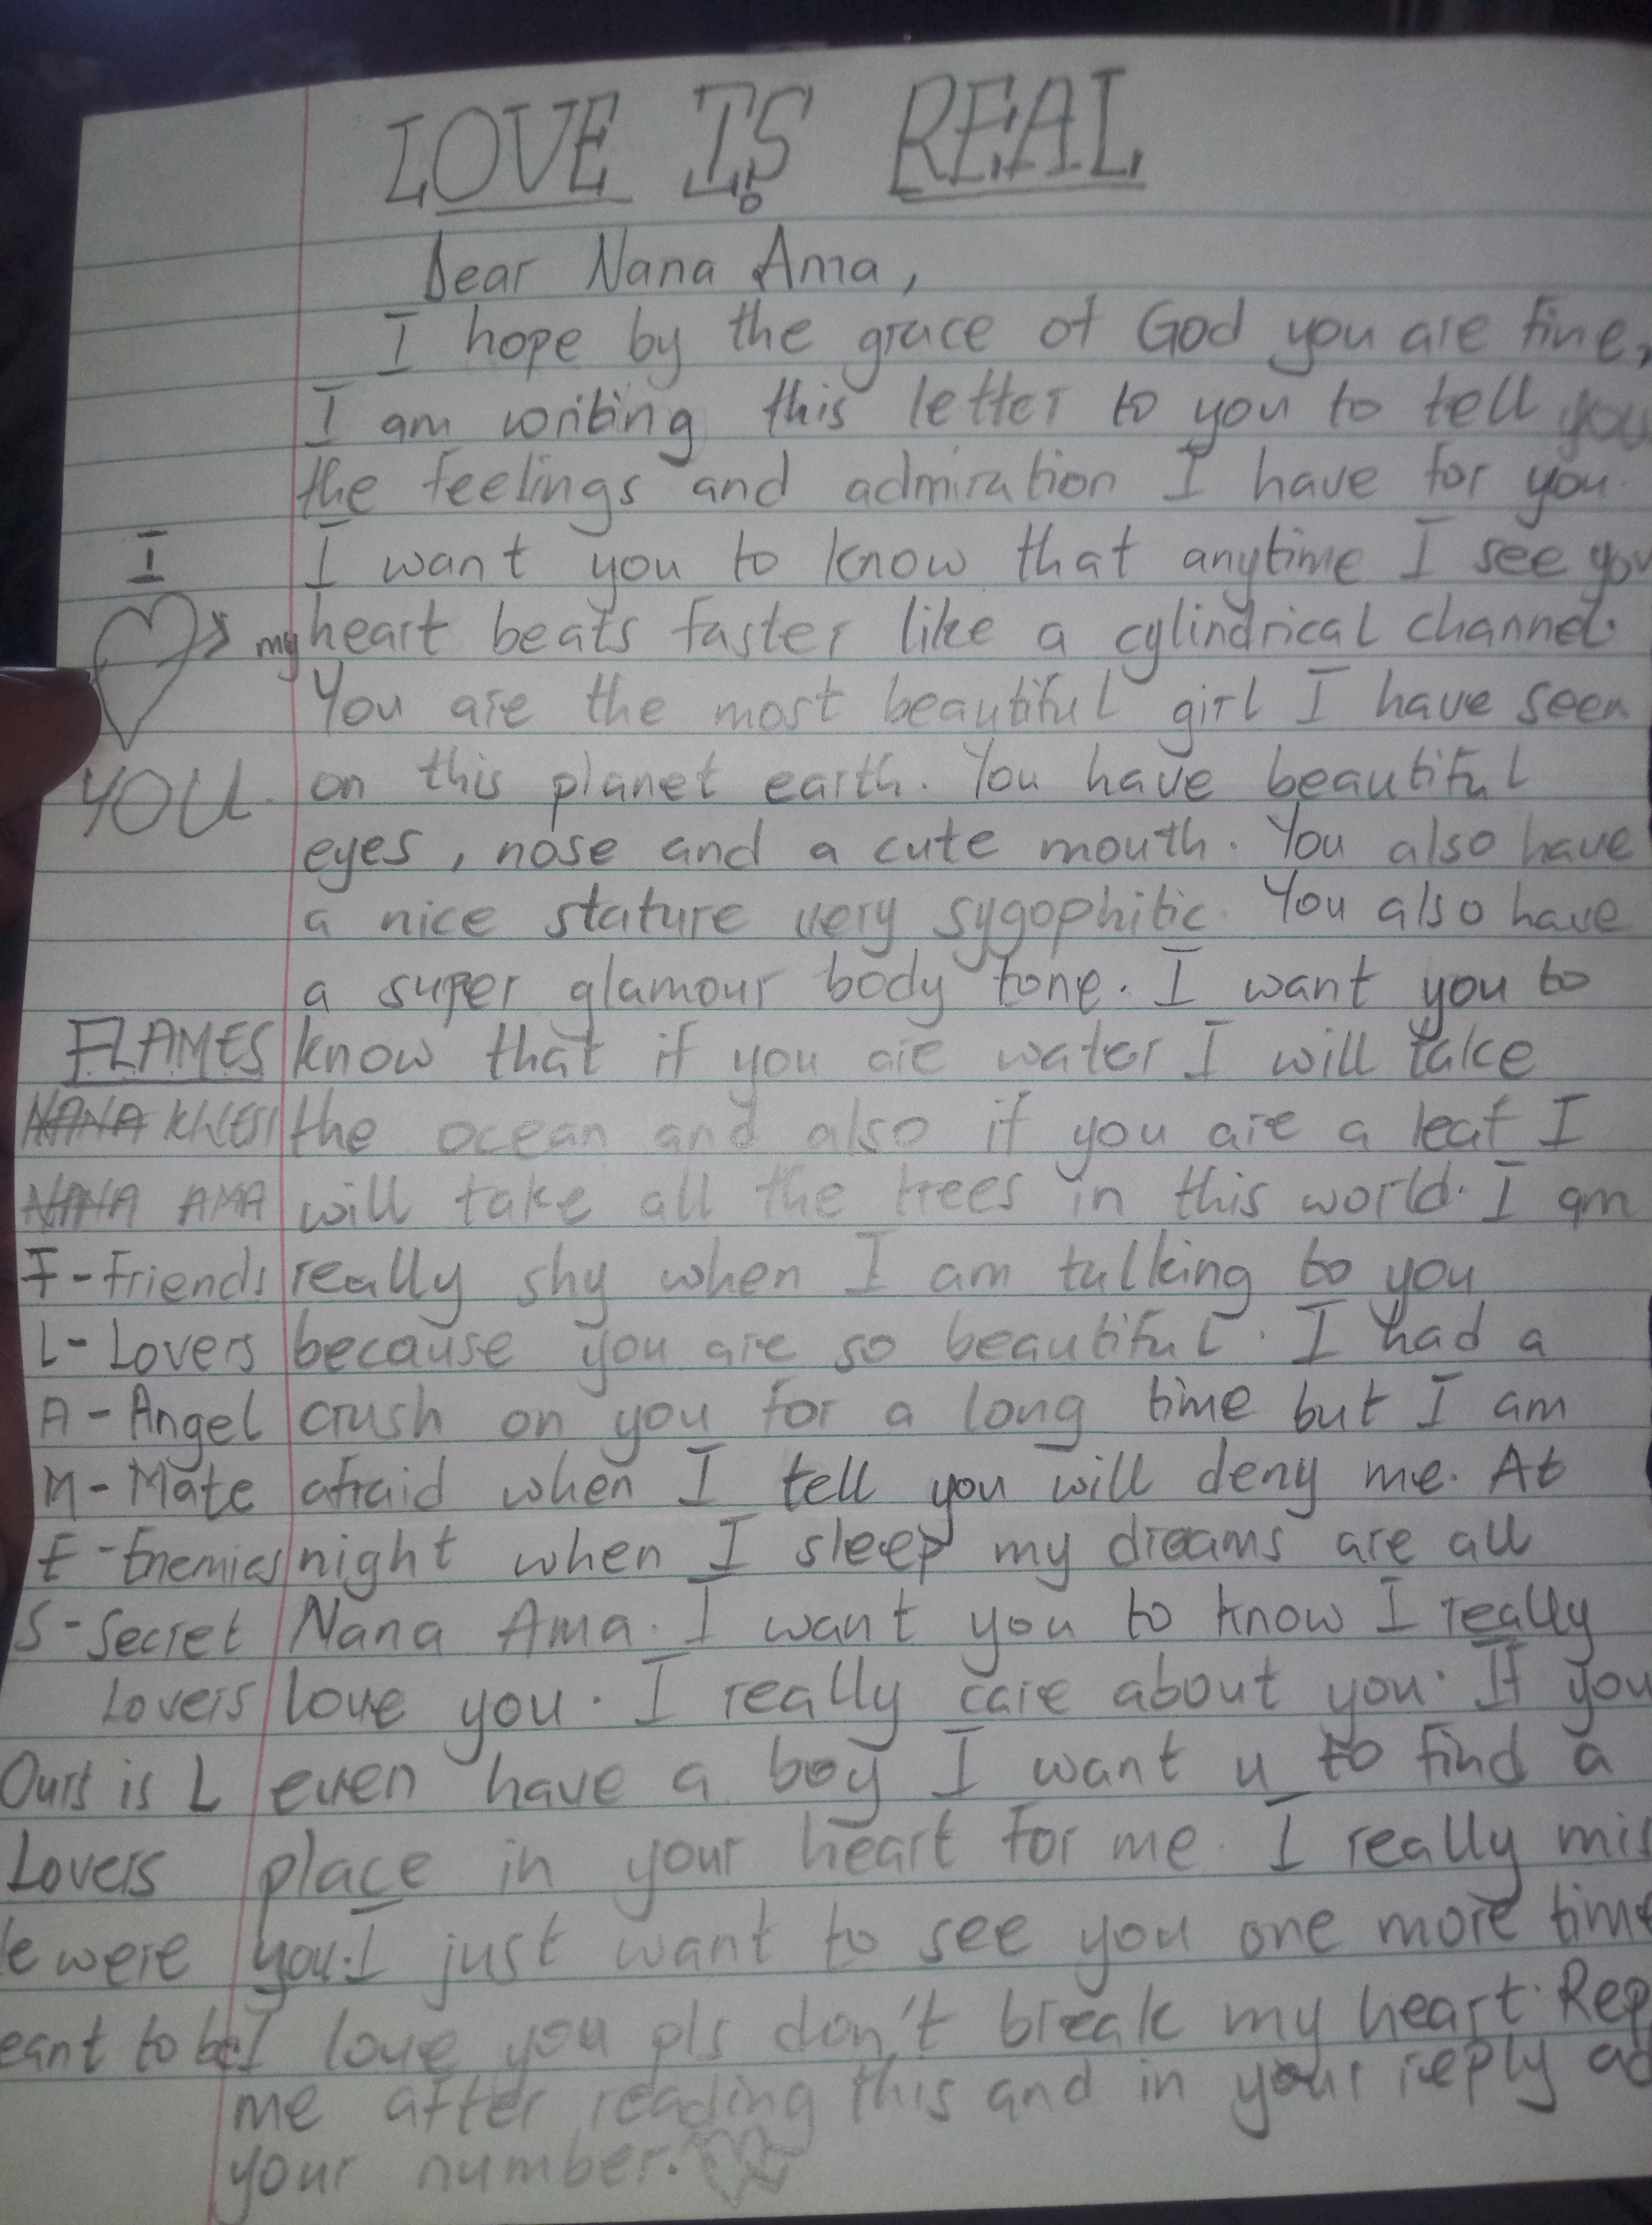 LOVE IS REAL
Dear Nana Ama,
I hope by the grace of God you are fine,
I am writing this letter to you to tell you
the feelings and admiration I have for you.
I want you to know that anytime I see you
my heart beats faster like a cylindrical channel.
You are the most beautiful girl I have seen
on this planet earth. You have beautiful
eyes, nose and a cute mouth. You also have
a nice stature very sygophitic. You also have
a super glamour body tone. I want you to
know that if you are water I will take
the ocean and also if you are a leaf I
will take all the trees in this world. I am
really shy when I am talking to you
because you are so beautiful. I had a
crush on you for a long time but I am
afraid when I tell you will deny me. At
night when I sleep my dreams are all
Nana Ama. I want you to know I really
love you. I really care about you. If you
even have a boy I want u to find a
place in your heart for me. I really mis
you. I just want to see you one more time
I love you pls don't break my heart. Rep
me after reading this and in your reply ad
your number.
I
YOU.
FLAMES
NANA KWESI
NANA AMA
F-Friends
L-Lovers
A-Angel
M-Mate
E-Enemies
S-Secret
Lovers
Ours is L
Lovers
e were
eant to be